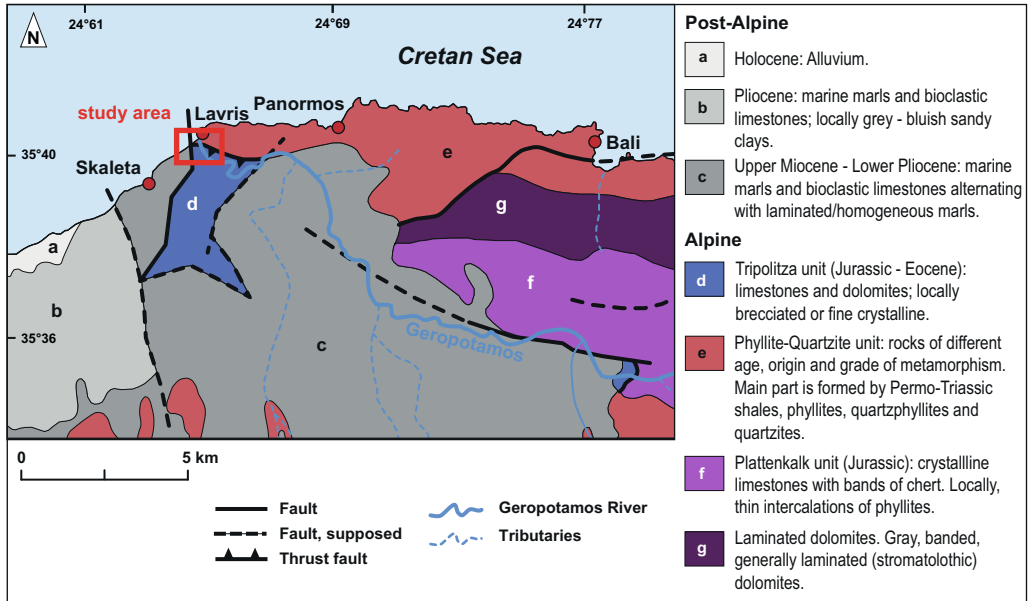 24°61
24°69
24°77
N
Cretan Sea
study area
Lavris
Panormos
Bali
35°40
Skaleta
e
d
g
a
f
b
c
35°36
Geropotamos
0
5 km
Fault
Fault, supposed
Thrust fault
Geropotamos River
Tributaries
Post-Alpine
a
Holocene: Alluvium.
b
Pliocene: marine marls and bioclastic
limestones; locally grey - bluish sandy
clays.
c
Upper Miocene - Lower Pliocene: marine
marls and bioclastic limestones alternating
with laminated/homogeneous marls.
Alpine
d
Tripolitza unit (Jurassic - Eocene):
limestones and dolomites; locally
brecciated or fine crystalline.
e
Phyllite-Quartzite unit: rocks of different
age, origin and grade of metamorphism.
Main part is formed by Permo-Triassic
shales, phyllites, quartzphyllites and
quartzites.
f
Plattenkalk unit (Jurassic): crystallline
limestones with bands of chert. Locally,
thin intercalations of phyllites.
g
Laminated dolomites. Gray, banded,
generally laminated (stromatolothic)
dolomites.